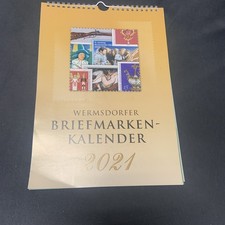 WERMSDORFER
BRIEFMARKEN-
KALENDER
2021